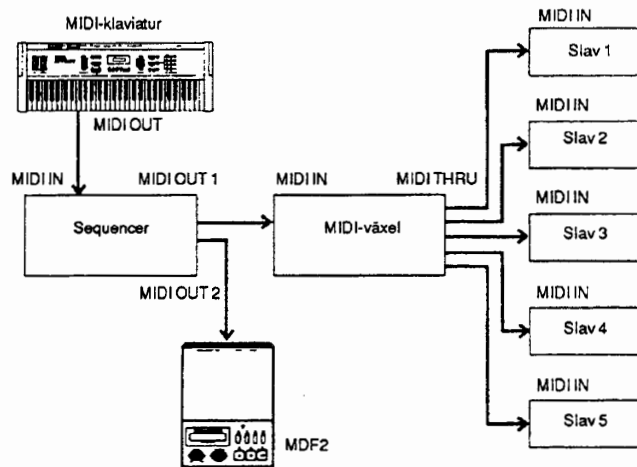 MIDI-klaviatur
MIDI OUT
MIDI IN
MIDI OUT 1
Sequencer
MIDI OUT 2
MDF2
MIDI IN
MIDI THRU
MIDI-växel
MIDI IN
Slav 1
MIDI IN
Slav 2
MIDI IN
Slav 3
MIDI IN
Slav 4
MIDI IN
Slav 5